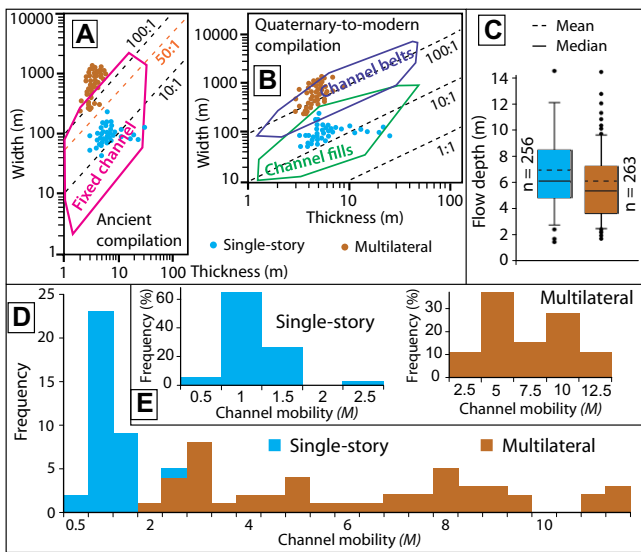 A
Width (m)
10000
1000
100
10
1
100:1
50:1
10:1
Fixed channel
Ancient
compilation
1
10
100
Thickness (m)
Quaternary-to-modern
compilation
B
Width (m)
10000
1000
100
10
Channel belts
Channel fills
100:1
10:1
1:1
1
10
100
Thickness (m)
Single-story
Multilateral
C
Mean
Median
Flow depth (m)
14
12
10
8
6
4
2
0
n = 256
n = 263
D
Frequency
25
20
15
10
5
0
0.5
2
4
6
8
10
Channel mobility (M)
Single-story
Multilateral
E
Frequency (%)
60
40
20
Single-story
0.5
1
1.5
2
2.5
Channel mobility (M)
Frequency (%)
30
20
10
Multilateral
2.5
5
7.5
10
12.5
Channel mobility (M)